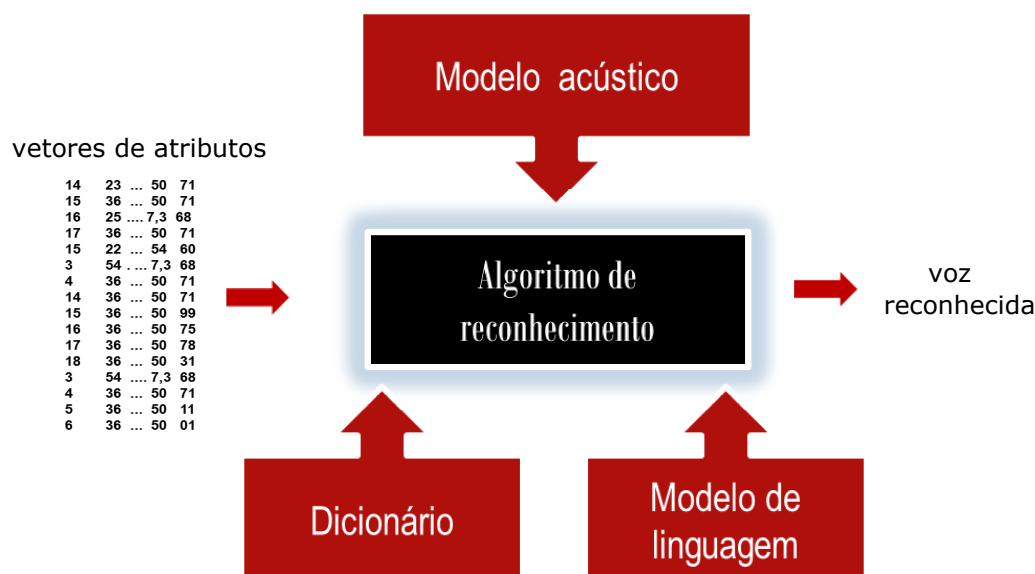 Modelo acústico
vetores de atributos
14 23 ... 50 71
15 36 ... 50 71
16 25 .... 7,3 68
17 36 ... 50 71
15 22 ... 54 60
3 54 . ... 7,3 68
4 36 ... 50 71
14 36 ... 50 71
15 36 ... 50 99
16 36 ... 50 75
17 36 ... 50 78
18 36 ... 50 31
3 54 .... 7,3 68
4 36 ... 50 71
5 36 ... 50 11
6 36 ... 50 01
Algoritmo de
reconhecimento
voz
reconhecida
Dicionário
Modelo de
linguagem